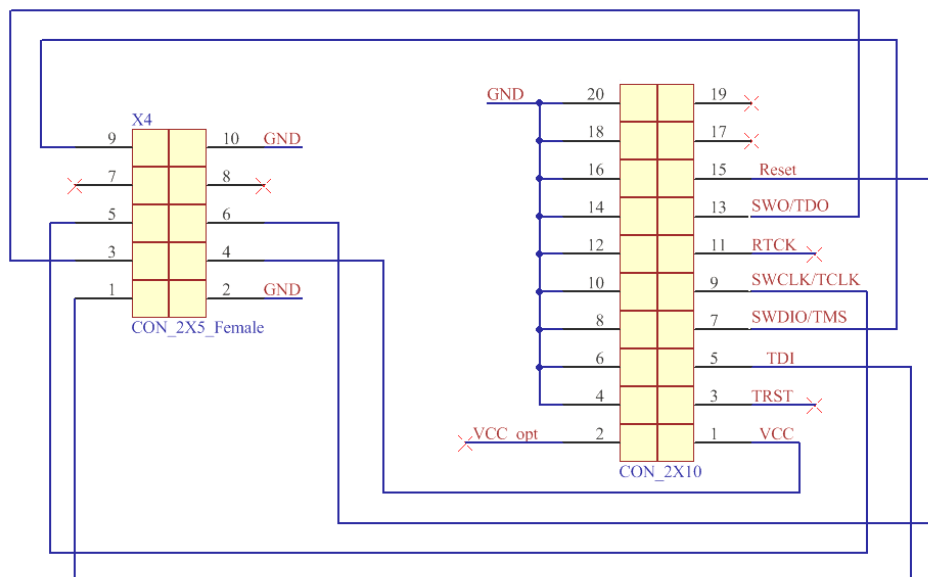 X4
9 10 GND
7 8
5 6
3 4
1 2 GND
CON_2X5_Female
GND 20 19
18 17
16 15 Reset
14 13 SWO/TDO
12 11 RTCK
10 9 SWCLK/TCLK
8 7 SWDIO/TMS
6 5 TDI
4 3 TRST
VCC_opt 2 1 VCC
CON_2X10